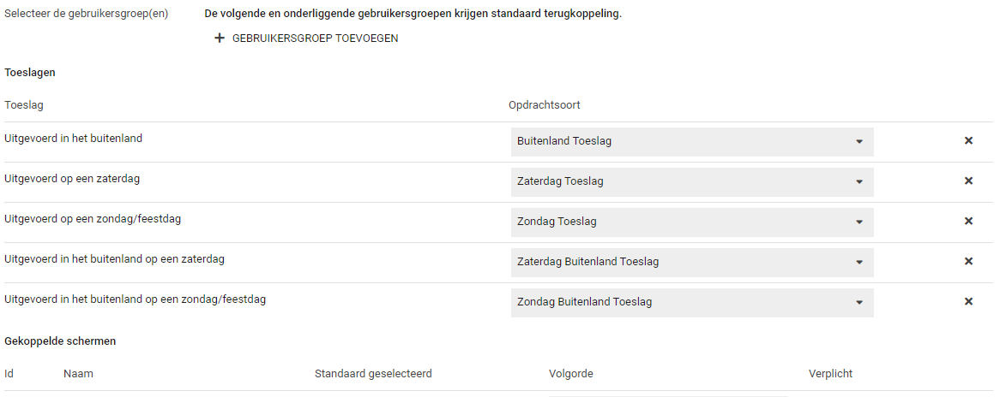 Selecteer de gebruikersgroep(en) De volgende en onderliggende gebruikersgroepen krijgen standaard terugkoppeling.
+ GEBRUIKERSGROEP TOEVOEGEN
Toeslagen
Toeslag Opdrachtsoort
Uitgevoerd in het buitenland Buitenland Toeslag
Uitgevoerd op een zaterdag Zaterdag Toeslag
Uitgevoerd op een zondag/feestdag Zondag Toeslag
Uitgevoerd in het buitenland op een zaterdag Zaterdag Buitenland Toeslag
Uitgevoerd in het buitenland op een zondag/feestdag Zondag Buitenland Toeslag
Gekoppelde schermen
Id Naam Standaard geselecteerd Volgorde Verplicht